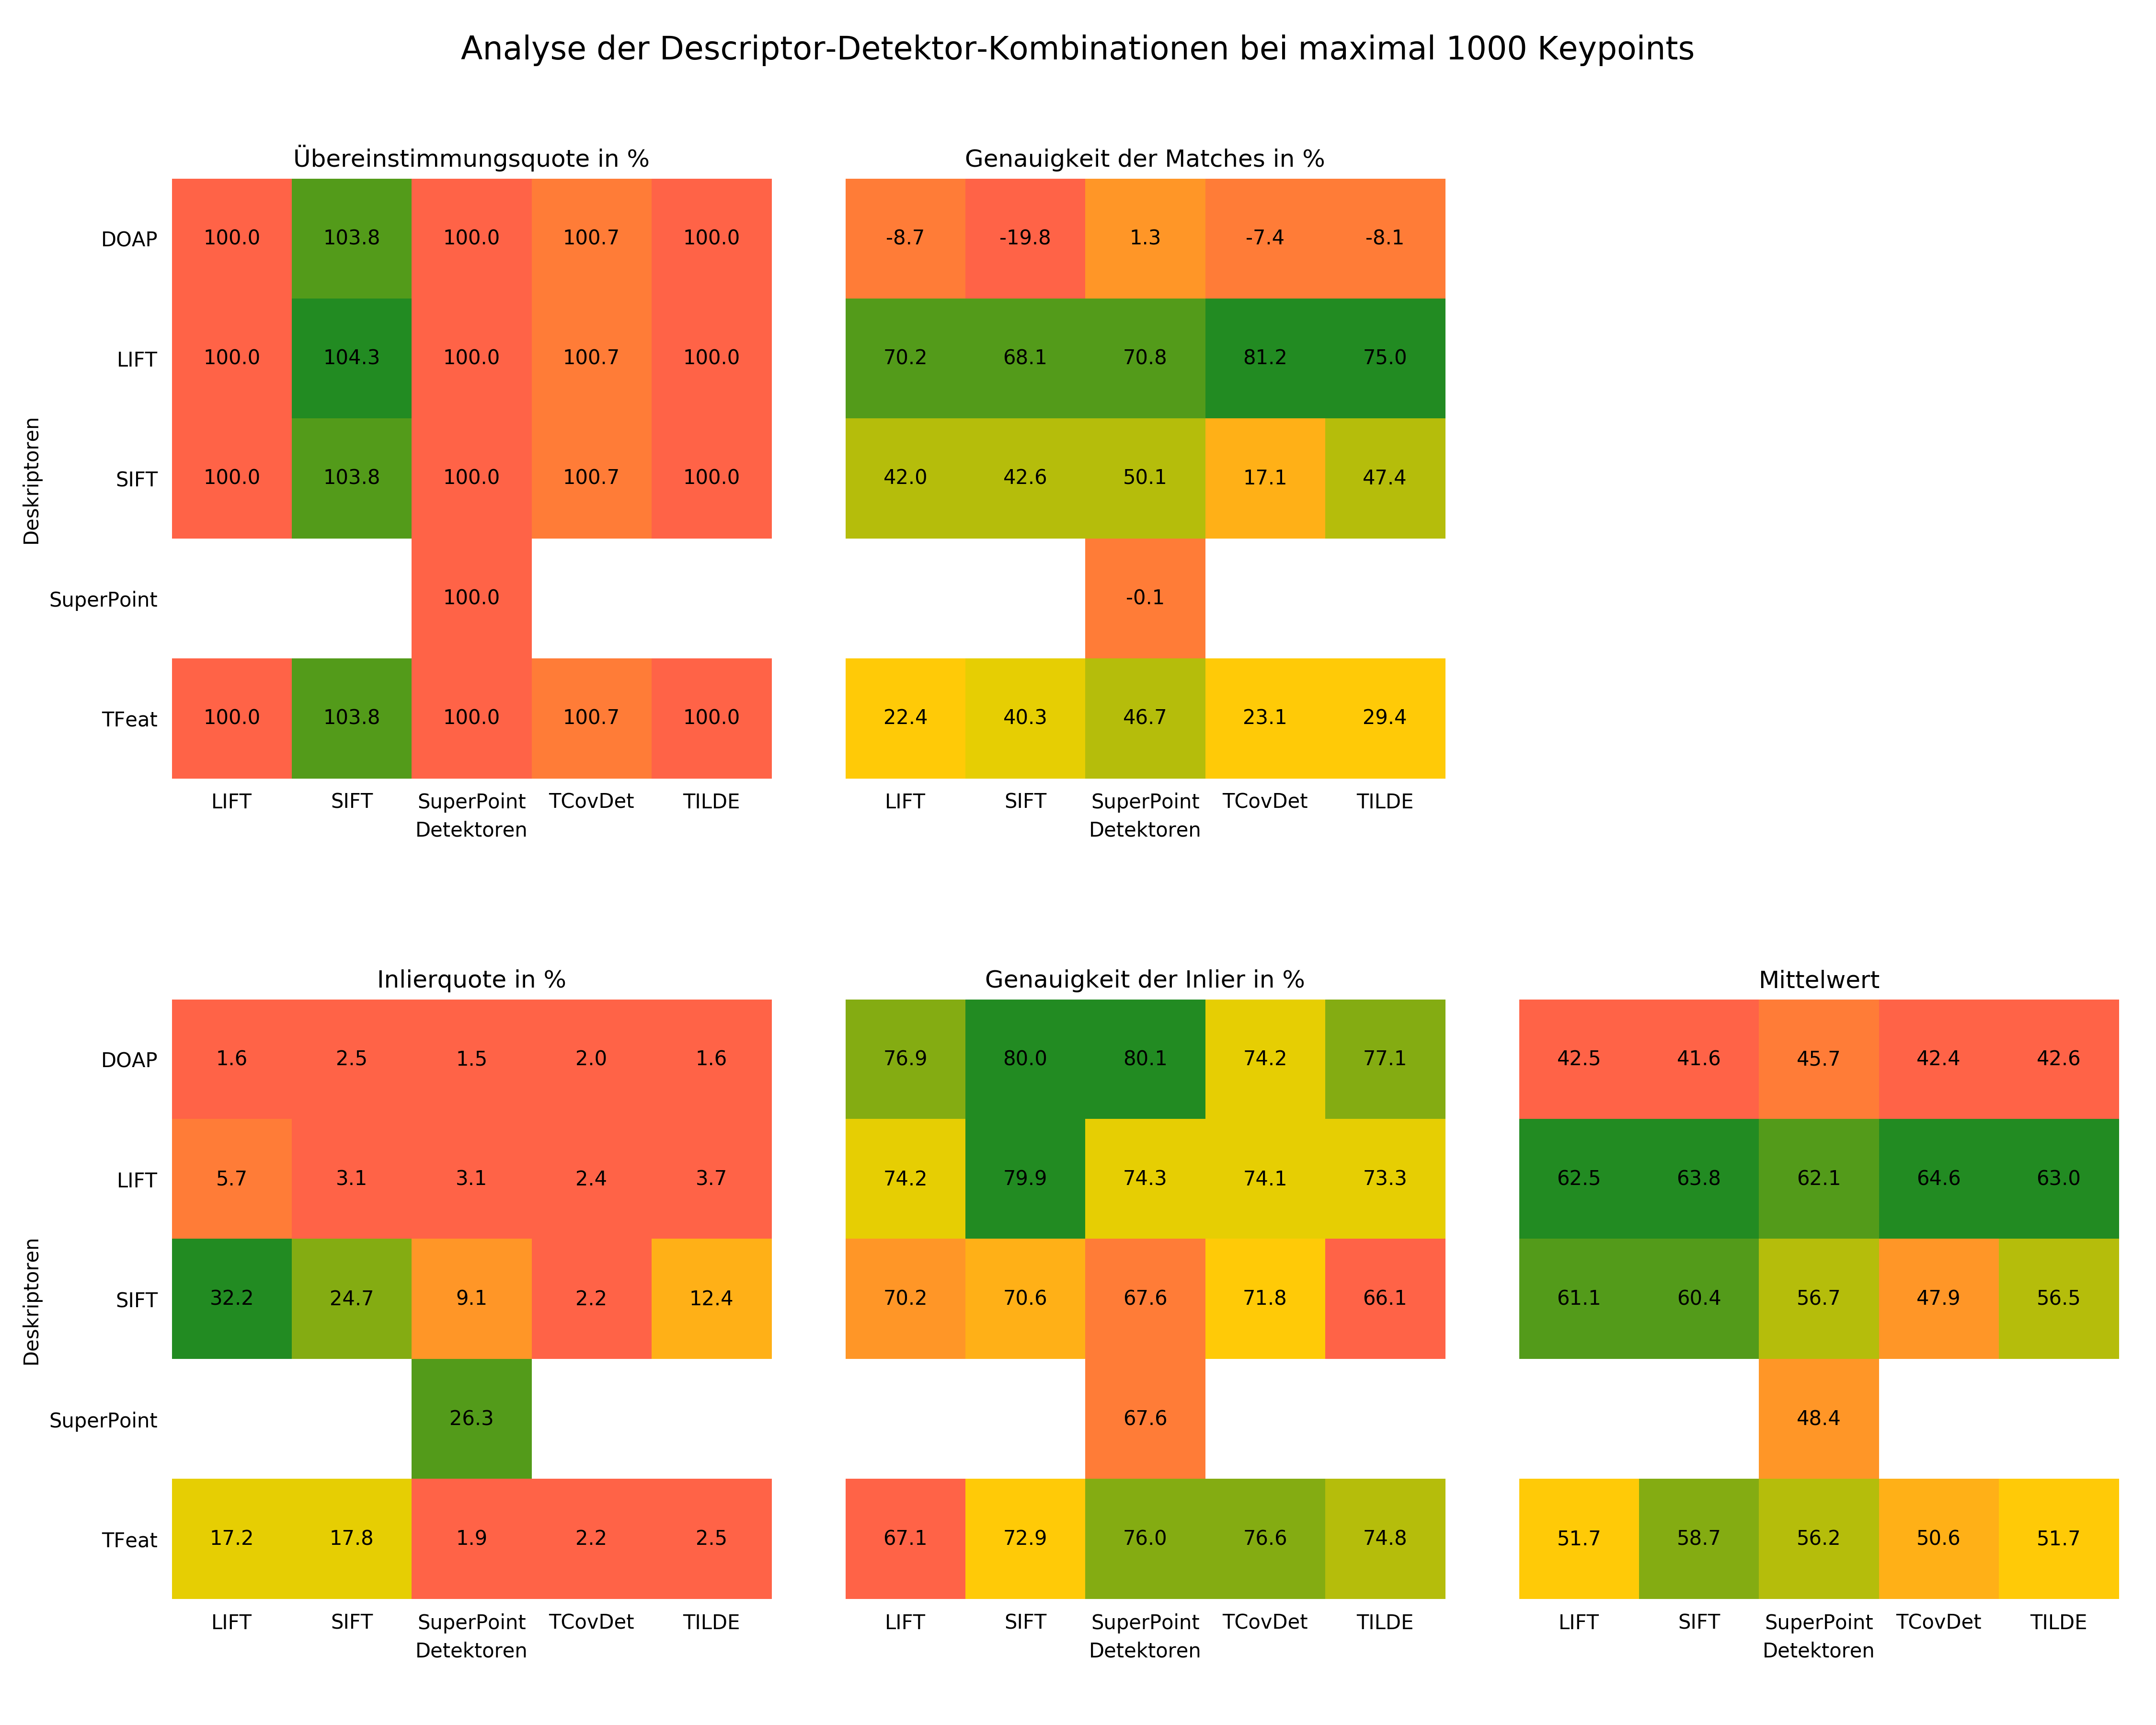 Analyse der Descriptor-Detektor-Kombinationen bei maximal 1000 Keypoints
Übereinstimmungsquote in %
Deskriptoren
DOAP 100.0 103.8 100.0 100.7 100.0
LIFT 100.0 104.3 100.0 100.7 100.0
SIFT 100.0 103.8 100.0 100.7 100.0
SuperPoint 100.0
TFeat 100.0 103.8 100.0 100.7 100.0
LIFT SIFT SuperPoint TCovDet TILDE
Detektoren
Genauigkeit der Matches in %
-8.7 -19.8 1.3 -7.4 -8.1
70.2 68.1 70.8 81.2 75.0
42.0 42.6 50.1 17.1 47.4
-0.1
22.4 40.3 46.7 23.1 29.4
LIFT SIFT SuperPoint TCovDet TILDE
Detektoren
Inlierquote in %
Deskriptoren
DOAP 1.6 2.5 1.5 2.0 1.6
LIFT 5.7 3.1 3.1 2.4 3.7
SIFT 32.2 24.7 9.1 2.2 12.4
SuperPoint 26.3
TFeat 17.2 17.8 1.9 2.2 2.5
LIFT SIFT SuperPoint TCovDet TILDE
Detektoren
Genauigkeit der Inlier in %
76.9 80.0 80.1 74.2 77.1
74.2 79.9 74.3 74.1 73.3
70.2 70.6 67.6 71.8 66.1
67.6
67.1 72.9 76.0 76.6 74.8
LIFT SIFT SuperPoint TCovDet TILDE
Detektoren
Mittelwert
42.5 41.6 45.7 42.4 42.6
62.5 63.8 62.1 64.6 63.0
61.1 60.4 56.7 47.9 56.5
48.4
51.7 58.7 56.2 50.6 51.7
LIFT SIFT SuperPoint TCovDet TILDE
Detektoren